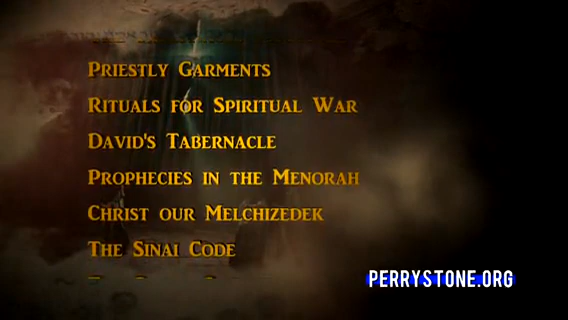 Priestly Garments
Rituals for Spiritual War
David's Tabernacle
Prophecies in the Menorah
Christ our Melchizedek
The Sinai Code
PERRYSTONE.ORG